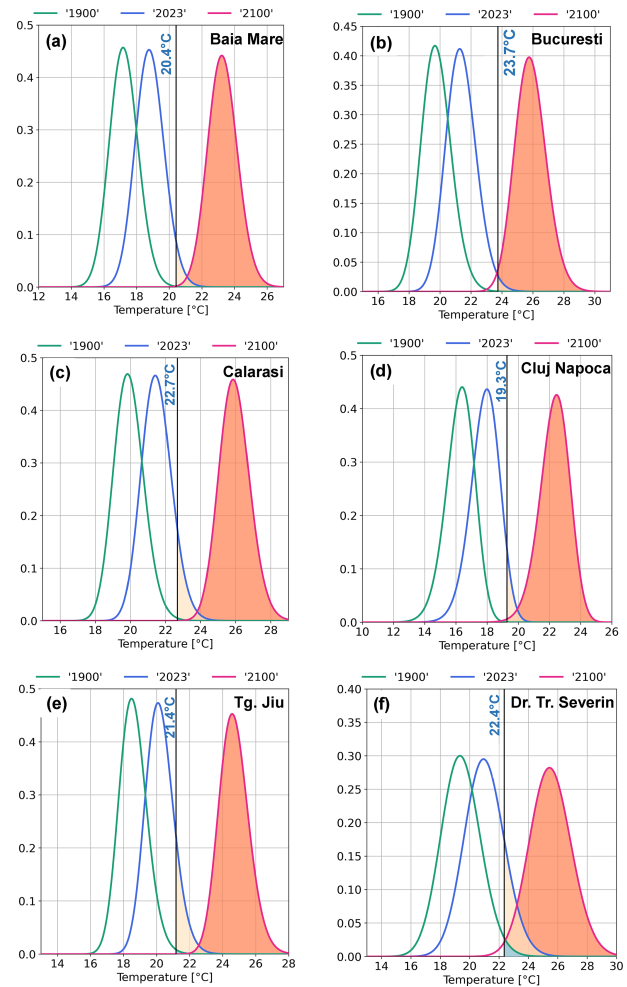 '1900' '2023' '2100'
(a) 20.4°C Baia Mare
0.5
0.4
0.3
0.2
0.1
0.0
12 14 16 18 20 22 24 26
Temperature [°C]
'1900' '2023' '2100'
(b) 23.7°C Bucuresti
0.45
0.40
0.35
0.30
0.25
0.20
0.15
0.10
0.05
0.00
16 18 20 22 24 26 28 30
Temperature [°C]
'1900' '2023' '2100'
(c) 22.7°C Calarasi
0.5
0.4
0.3
0.2
0.1
0.0
16 18 20 22 24 26 28
Temperature [°C]
'1900' '2023' '2100'
(d) 19.3°C Cluj Napoca
0.5
0.4
0.3
0.2
0.1
0.0
10 12 14 16 18 20 22 24 26
Temperature [°C]
'1900' '2023' '2100'
(e) 21.4°C Tg. Jiu
0.5
0.4
0.3
0.2
0.1
0.0
14 16 18 20 22 24 26 28
Temperature [°C]
'1900' '2023' '2100'
(f) 22.4°C Dr. Tr. Severin
0.40
0.35
0.30
0.25
0.20
0.15
0.10
0.05
0.00
14 16 18 20 22 24 26 28 30
Temperature [°C]